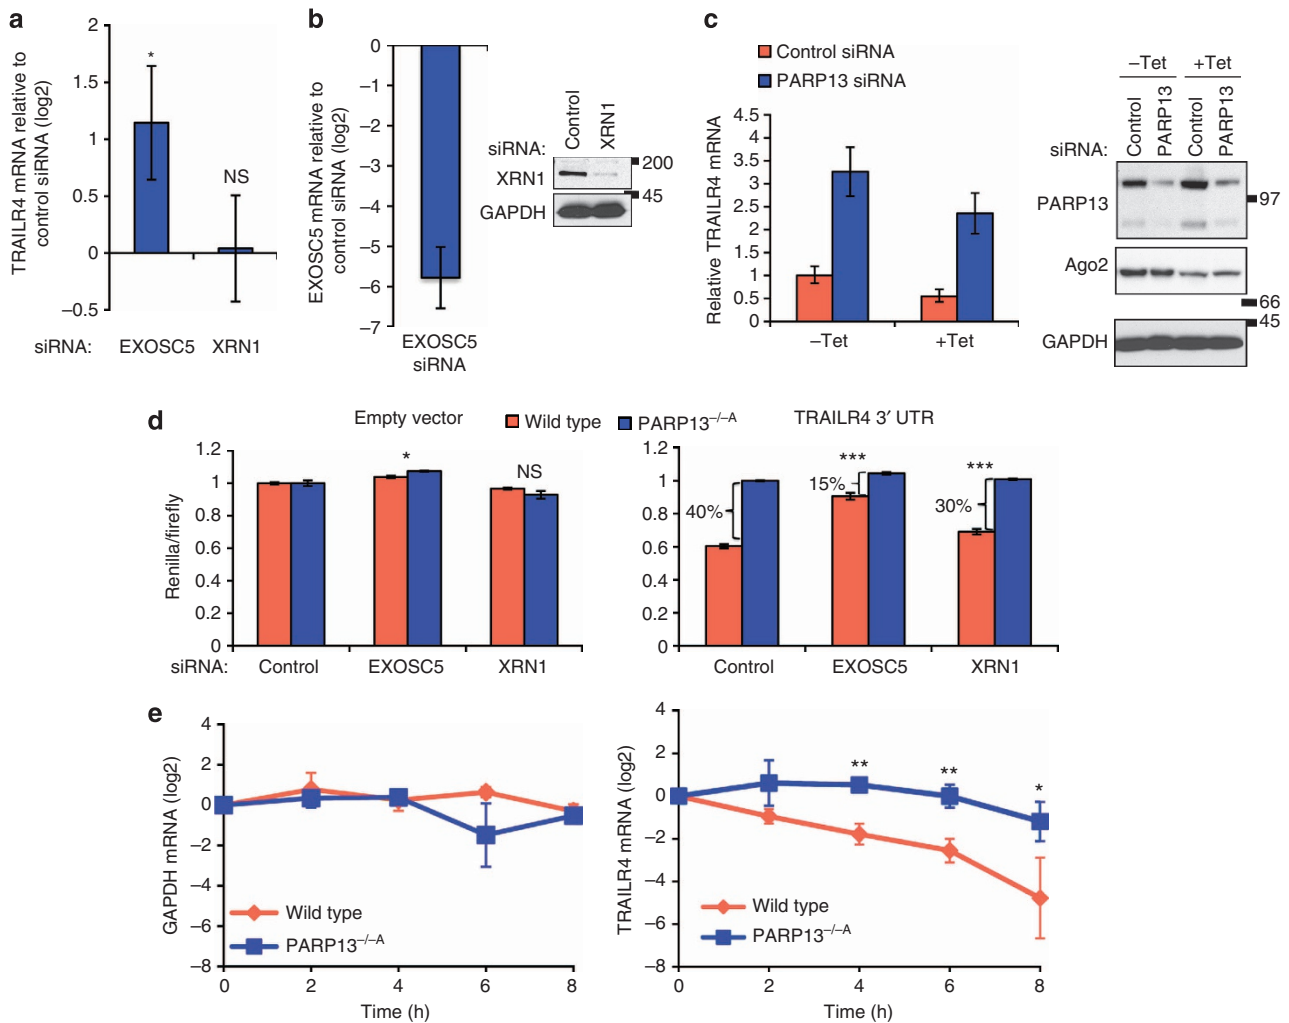 a
TRAILR4 mRNA relative to
control siRNA (log2)
2
1.5
1
0.5
0
–0.5
*
NS
siRNA:
EXOSC5
XRN1
b
EXOSC5 mRNA relative to
control siRNA (log2)
0
–1
–2
–3
–4
–5
–6
–7
EXOSC5
siRNA
siRNA:
Control
XRN1
XRN1
200
45
GAPDH
c
Control siRNA
PARP13 siRNA
Relative TRAILR4 mRNA
4.5
4
3.5
3
2.5
2
1.5
1
0.5
0
–Tet
+Tet
–Tet
+Tet
siRNA:
Control
PARP13
Control
PARP13
PARP13
97
Ago2
66
45
GAPDH
d
Empty vector
Wild type
PARP13–/–A
TRAILR4 3′ UTR
Renilla/firefly
1.2
1
0.8
0.6
0.4
0.2
0
*
NS
siRNA:
Control
EXOSC5
XRN1
1.2
1
0.8
0.6
0.4
0.2
0
40%
***
15%
***
30%
Control
EXOSC5
XRN1
e
GAPDH mRNA (log2)
4
2
0
–2
–4
–6
–8
Wild type
PARP13–/–A
0
2
4
6
8
Time (h)
TRAILR4 mRNA (log2)
4
2
0
–2
–4
–6
–8
**
**
*
Wild type
PARP13–/–A
0
2
4
6
8
Time (h)